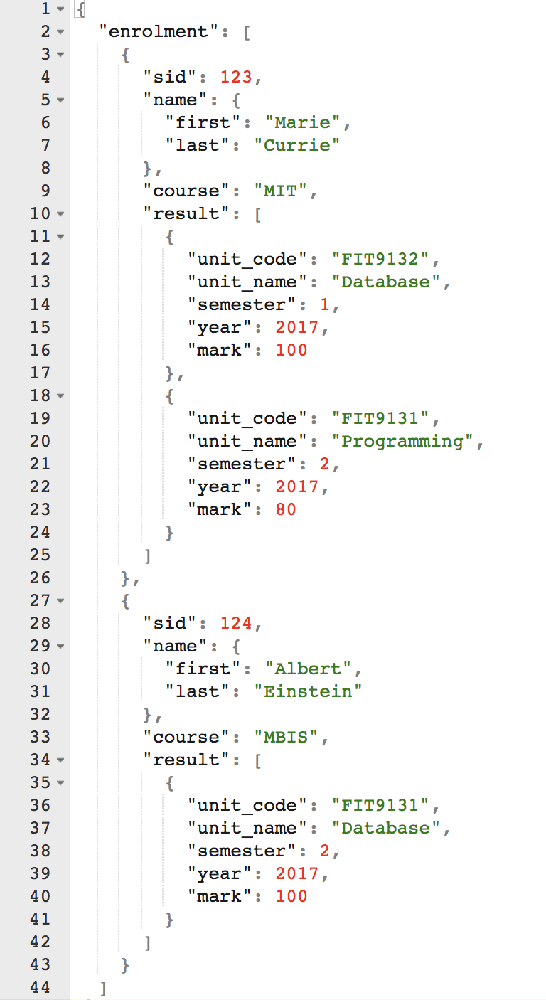 1 {
2 "enrolment": [
3 {
4 "sid": 123,
5 "name": {
6 "first": "Marie",
7 "last": "Currie"
8 },
9 "course": "MIT",
10 "result": [
11 {
12 "unit_code": "FIT9132",
13 "unit_name": "Database",
14 "semester": 1,
15 "year": 2017,
16 "mark": 100
17 },
18 {
19 "unit_code": "FIT9131",
20 "unit_name": "Programming",
21 "semester": 2,
22 "year": 2017,
23 "mark": 80
24 }
25 ]
26 },
27 {
28 "sid": 124,
29 "name": {
30 "first": "Albert",
31 "last": "Einstein"
32 },
33 "course": "MBIS",
34 "result": [
35 {
36 "unit_code": "FIT9131",
37 "unit_name": "Database",
38 "semester": 2,
39 "year": 2017,
40 "mark": 100
41 }
42 ]
43 }
44 ]